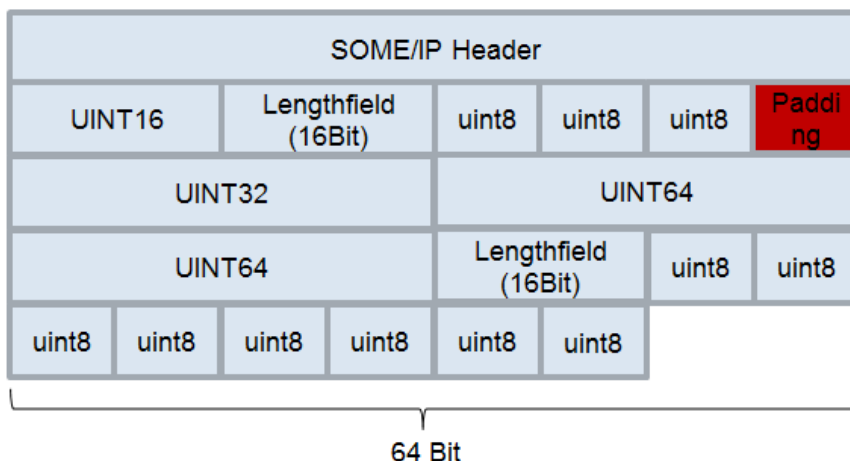 SOME/IP Header
UINT16
Lengthfield
(16Bit)
uint8
uint8
uint8
Paddi
ng
UINT32
UINT64
UINT64
Lengthfield
(16Bit)
uint8
uint8
uint8
uint8
uint8
uint8
uint8
uint8
64 Bit